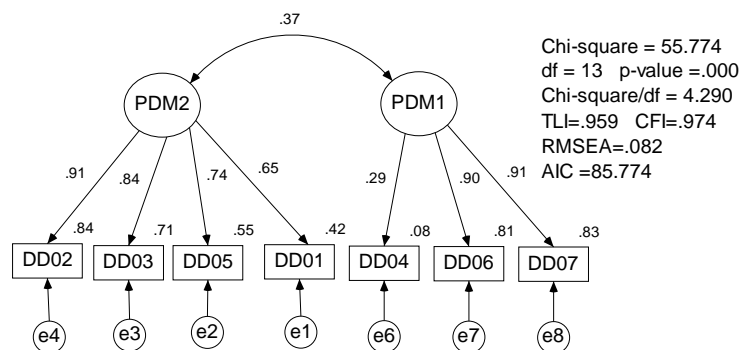 .37
Chi-square = 55.774
df = 13 p-value =.000
Chi-square/df = 4.290
TLI=.959 CFI=.974
RMSEA=.082
AIC =85.774
PDM2 PDM1
.91 .84 .74 .65 .29 .90 .91
.84 .71 .55 .42 .08 .81 .83
DD02 DD03 DD05 DD01 DD04 DD06 DD07
e4 e3 e2 e1 e6 e7 e8